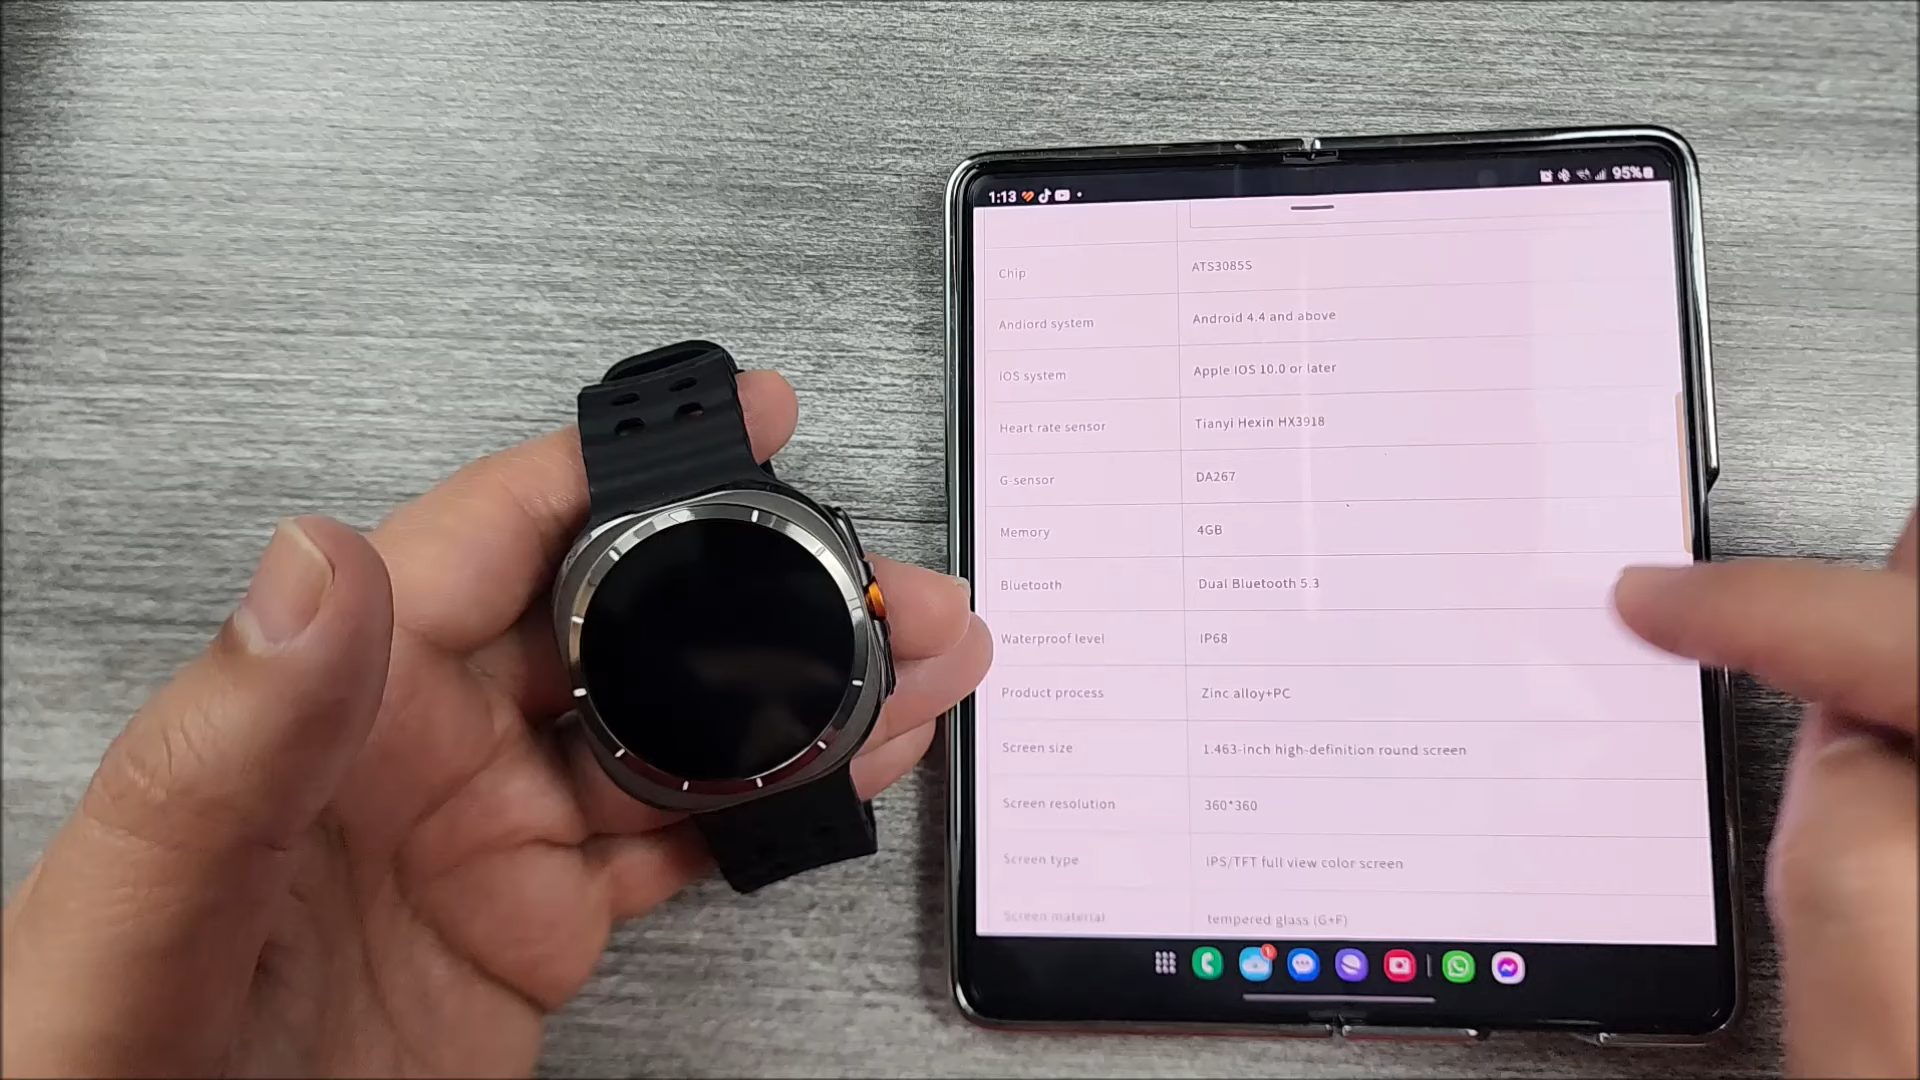 1:13
95%
Chip ATS3085S
Andiord system Android 4.4 and above
iOS system Apple IOS 10.0 or later
Heart rate sensor Tianyi Hexin HX3918
G-sensor DA267
Memory 4GB
Bluetooth Dual Bluetooth 5.3
Waterproof level IP68
Product process Zinc alloy+PC
Screen size 1.463-inch high-definition round screen
Screen resolution 360*360
Screen type IPS/TFT full view color screen
Screen material tempered glass (G+F)
1